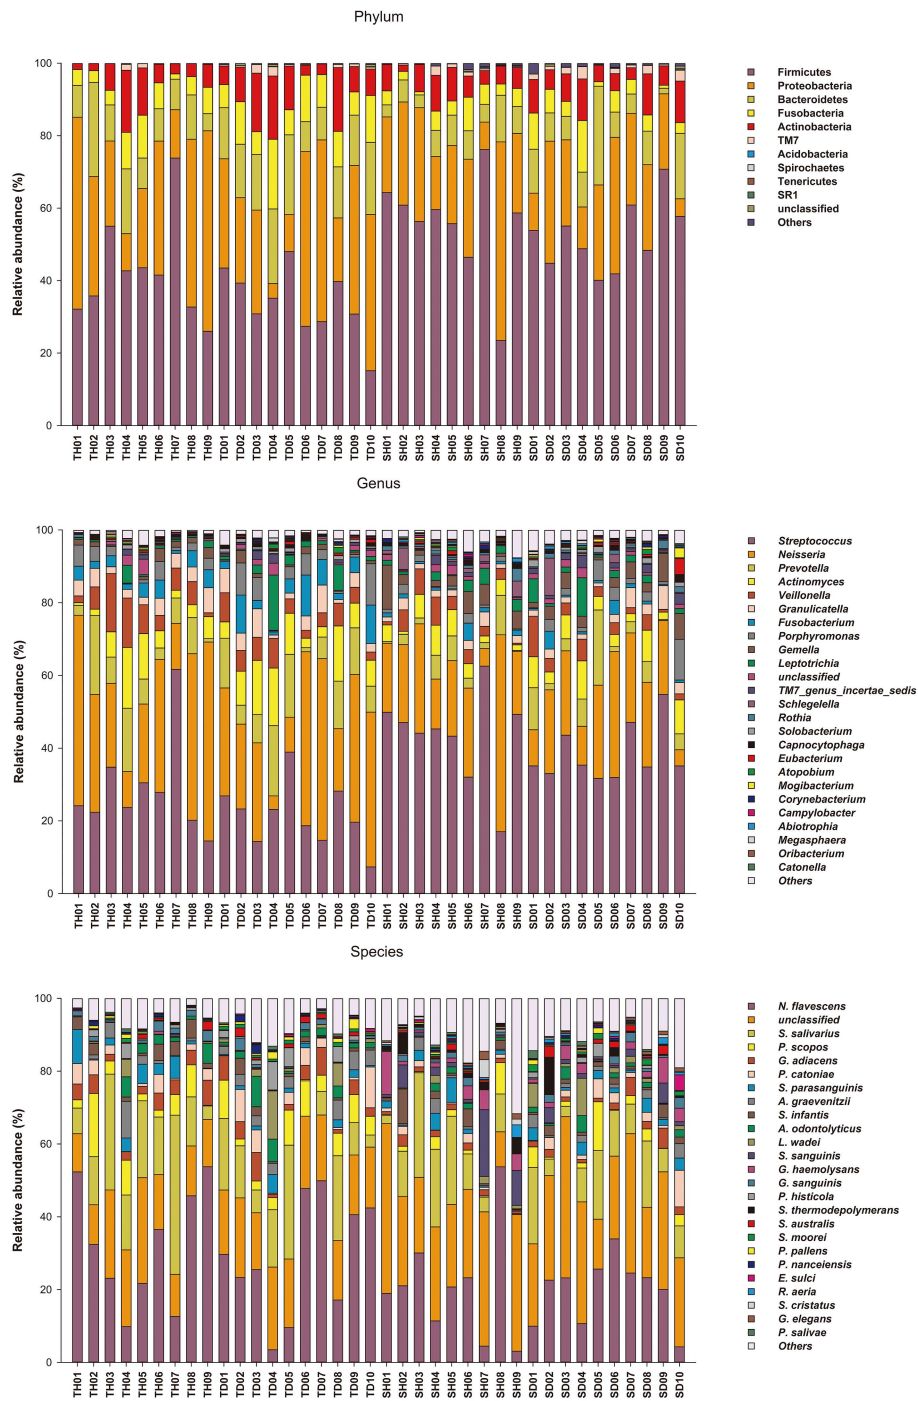 Phylum
Relative abundance (%)
100
80
60
40
20
0
TH01 TH02 TH03 TH04 TH05 TH06 TH07 TH08 TH09 TD01 TD02 TD03 TD04 TD05 TD06 TD07 TD08 TD09 TD10 SH01 SH02 SH03 SH04 SH05 SH06 SH07 SH08 SH09 SD01 SD02 SD03 SD04 SD05 SD06 SD07 SD08 SD09 SD10
Firmicutes
Proteobacteria
Bacteroidetes
Fusobacteria
Actinobacteria
TM7
Acidobacteria
Spirochaetes
Tenericutes
SR1
unclassified
Others
Genus
Relative abundance (%)
100
80
60
40
20
0
TH01 TH02 TH03 TH04 TH05 TH06 TH07 TH08 TH09 TD01 TD02 TD03 TD04 TD05 TD06 TD07 TD08 TD09 TD10 SH01 SH02 SH03 SH04 SH05 SH06 SH07 SH08 SH09 SD01 SD02 SD03 SD04 SD05 SD06 SD07 SD08 SD09 SD10
Streptococcus
Neisseria
Prevotella
Actinomyces
Veillonella
Granulicatella
Fusobacterium
Porphyromonas
Gemella
Leptotrichia
unclassified
TM7_genus_incertae_sedis
Schlegelella
Rothia
Solobacterium
Capnocytophaga
Eubacterium
Atopobium
Mogibacterium
Corynebacterium
Campylobacter
Abiotrophia
Megasphaera
Oribacterium
Catonella
Others
Species
Relative abundance (%)
100
80
60
40
20
0
TH01 TH02 TH03 TH04 TH05 TH06 TH07 TH08 TH09 TD01 TD02 TD03 TD04 TD05 TD06 TD07 TD08 TD09 TD10 SH01 SH02 SH03 SH04 SH05 SH06 SH07 SH08 SH09 SD01 SD02 SD03 SD04 SD05 SD06 SD07 SD08 SD09 SD10
N. flavescens
unclassified
S. salivarius
P. scopos
G. adiacens
P. catoniae
S. parasanguinis
A. graevenitzii
S. infantis
A. odontolyticus
L. wadei
S. sanguinis
G. haemolysans
G. sanguinis
P. histicola
S. thermodepolymerans
S. australis
S. moorei
P. pallens
P. nanceiensis
E. sulci
R. aeria
S. cristatus
G. elegans
P. salivae
Others